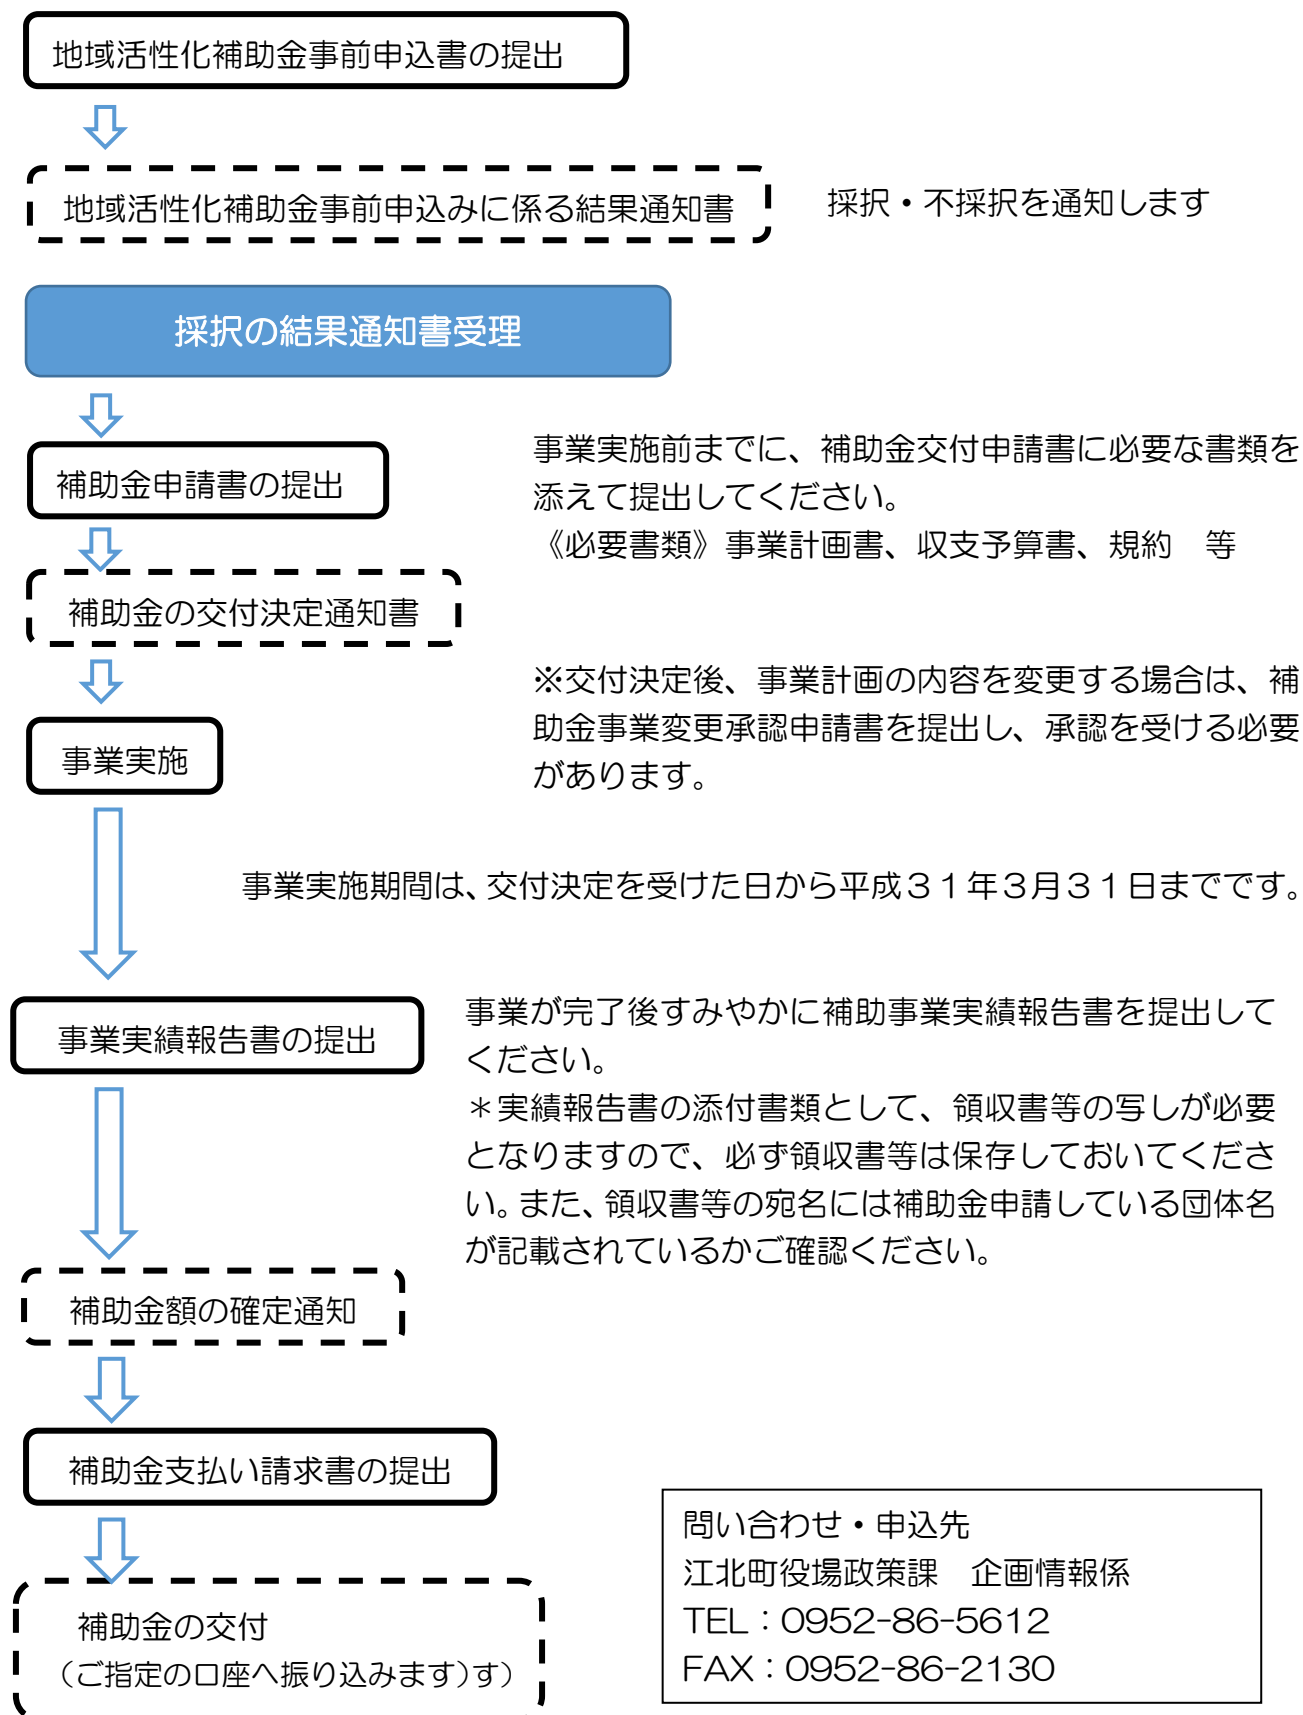 地域活性化補助金事前申込書の提出
地域活性化補助金事前申込みに係る結果通知書
採択・不採択を通知します
採択の結果通知書受理
補助金申請書の提出
事業実施前までに、補助金交付申請書に必要な書類を
添えて提出してください。
《必要書類》事業計画書、収支予算書、規約　等
補助金の交付決定通知書
※交付決定後、事業計画の内容を変更する場合は、補
助金事業変更承認申請書を提出し、承認を受ける必要
があります。
事業実施
事業実施期間は、交付決定を受けた日から平成３１年３月３１日までです。
事業実績報告書の提出
事業が完了後すみやかに補助事業実績報告書を提出して
ください。
＊実績報告書の添付書類として、領収書等の写しが必要
となりますので、必ず領収書等は保存しておいてくださ
い。また、領収書等の宛名には補助金申請している団体名
が記載されているかご確認ください。
補助金額の確定通知
補助金支払い請求書の提出
補助金の交付
（ご指定の口座へ振り込みます）す）
問い合わせ・申込先
江北町役場政策課　企画情報係
TEL：0952-86-5612
FAX：0952-86-2130